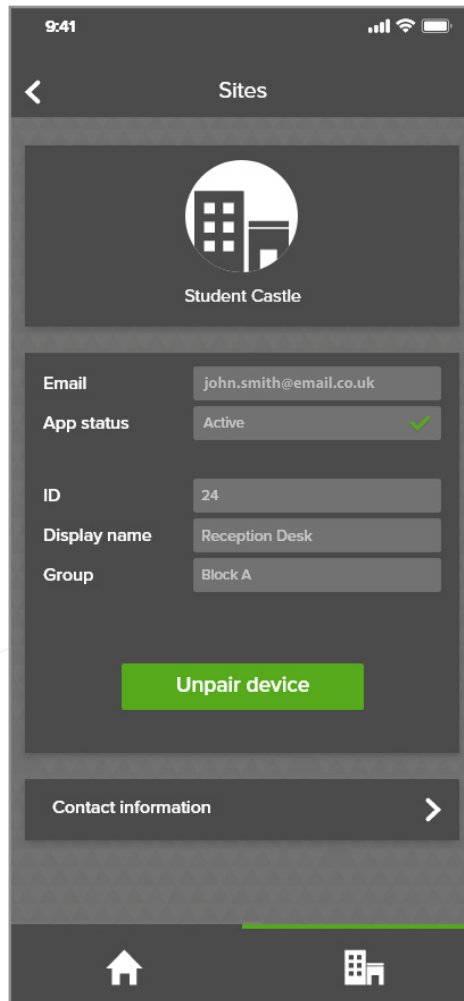 9:41
Sites
Student Castle
Email john.smith@email.co.uk
App status Active
ID 24
Display name Reception Desk
Group Block A
Unpair device
Contact information